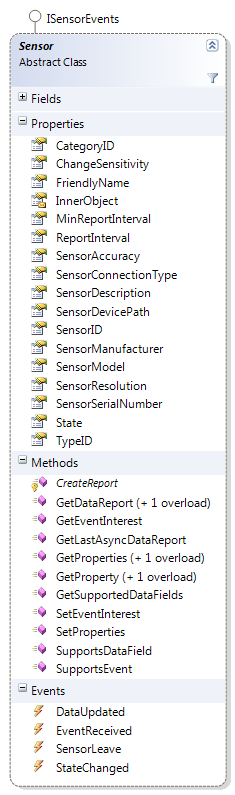 ISensorEvents
Sensor
Abstract Class
Fields
Properties
CategoryID
ChangeSensitivity
FriendlyName
InnerObject
MinReportInterval
ReportInterval
SensorAccuracy
SensorConnectionType
SensorDescription
SensorDevicePath
SensorID
SensorManufacturer
SensorModel
SensorResolution
SensorSerialNumber
State
TypeID
Methods
CreateReport
GetDataReport (+ 1 overload)
GetEventInterest
GetLastAsyncDataReport
GetProperties (+ 1 overload)
GetProperty (+ 1 overload)
GetSupportedDataFields
SetEventInterest
SetProperties
SupportsDataField
SupportsEvent
Events
DataUpdated
EventReceived
SensorLeave
StateChanged